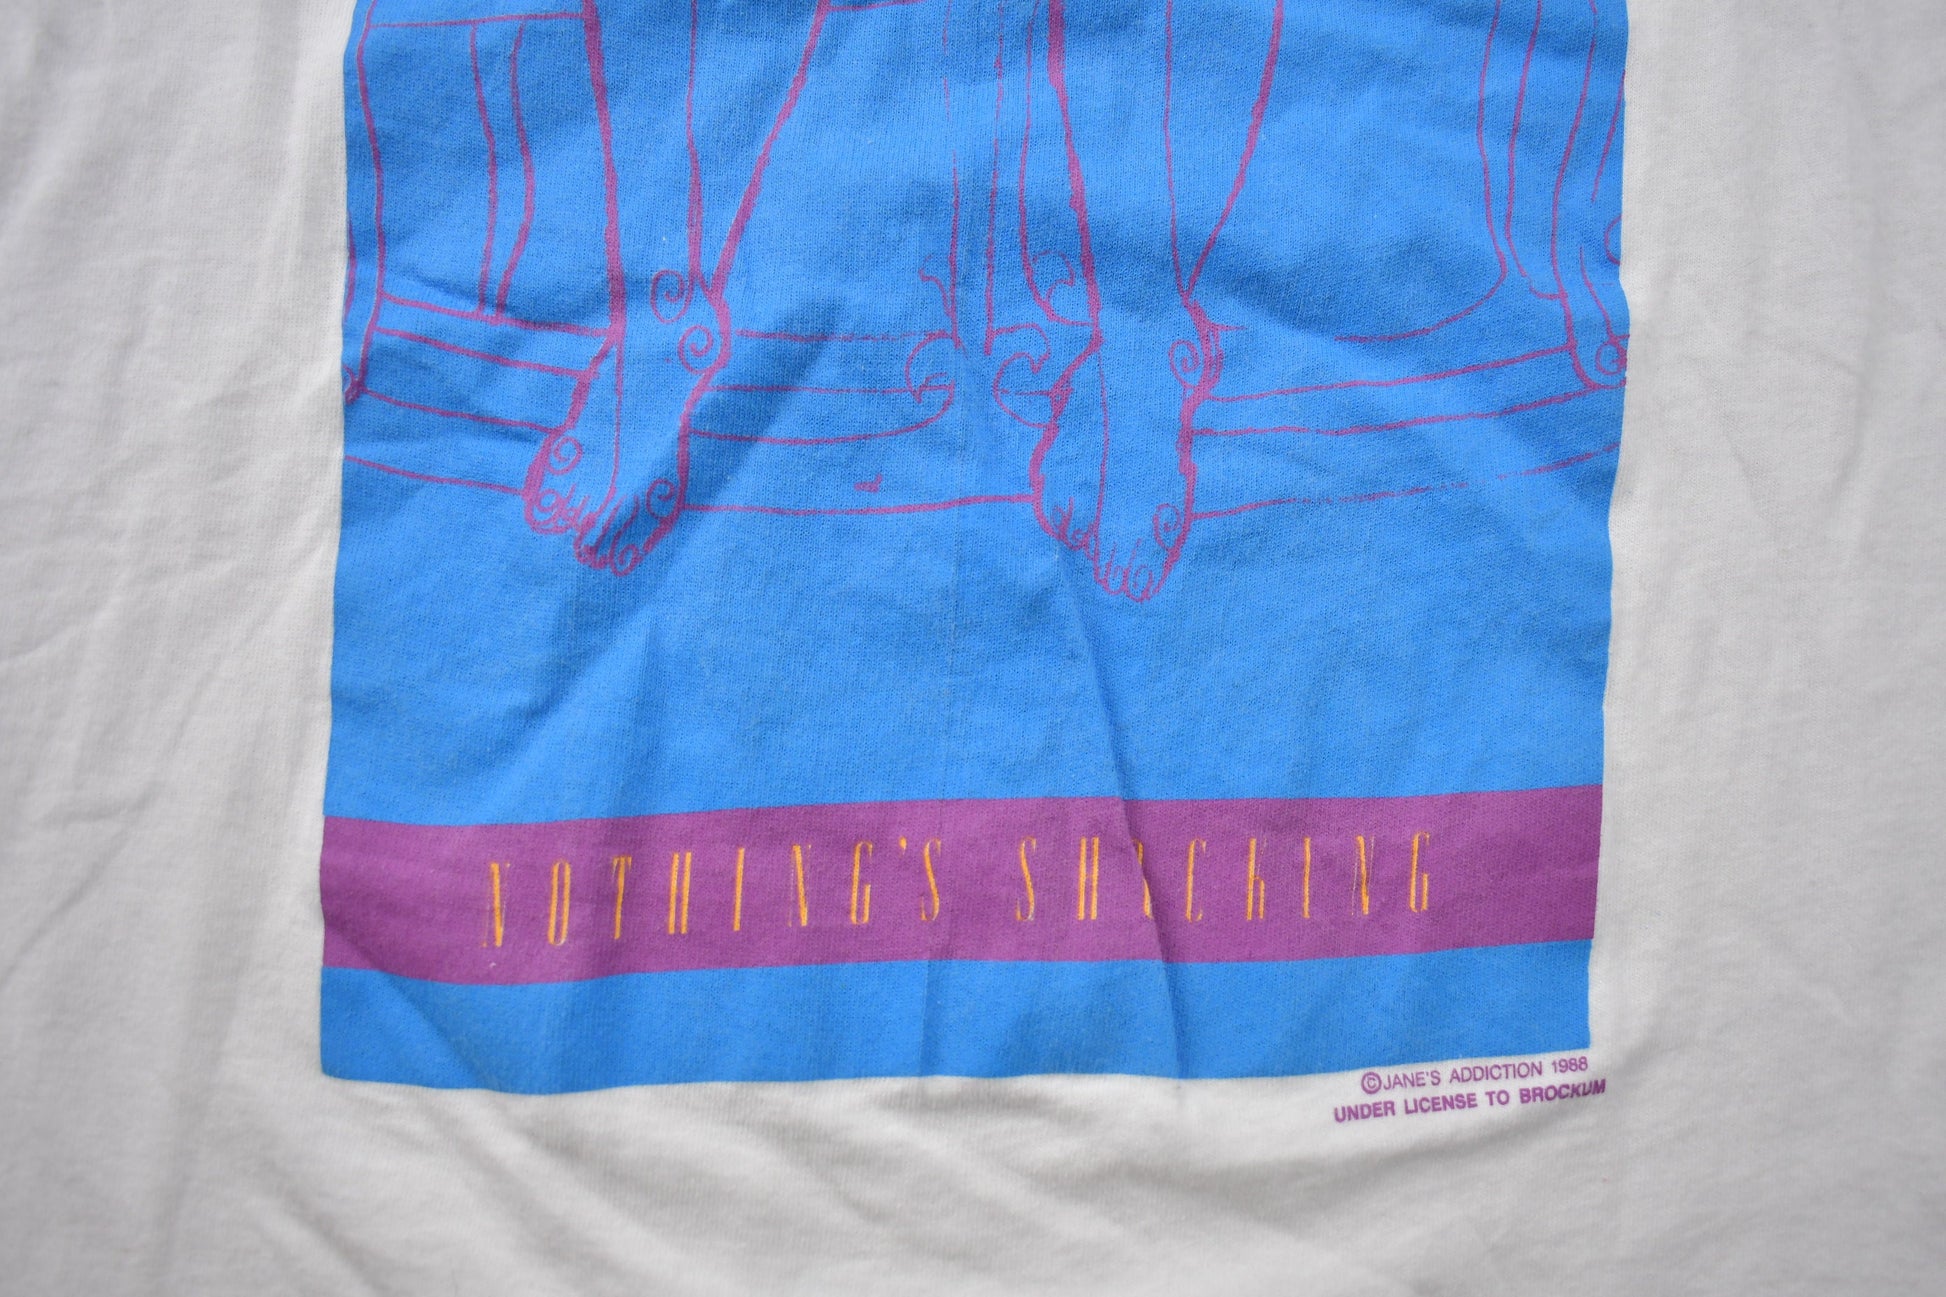 NOTHING'S SHOCKING
©JANE'S ADDICTION 1988
UNDER LICENSE TO BROCKUM